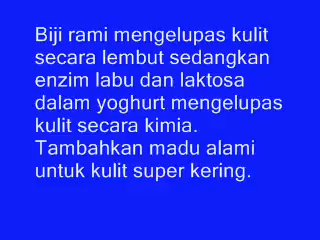 Biji rami mengelupas kulit
secara lembut sedangkan
enzim labu dan laktosa
dalam yoghurt mengelupas
kulit secara kimia.
Tambahkan madu alami
untuk kulit super kering.